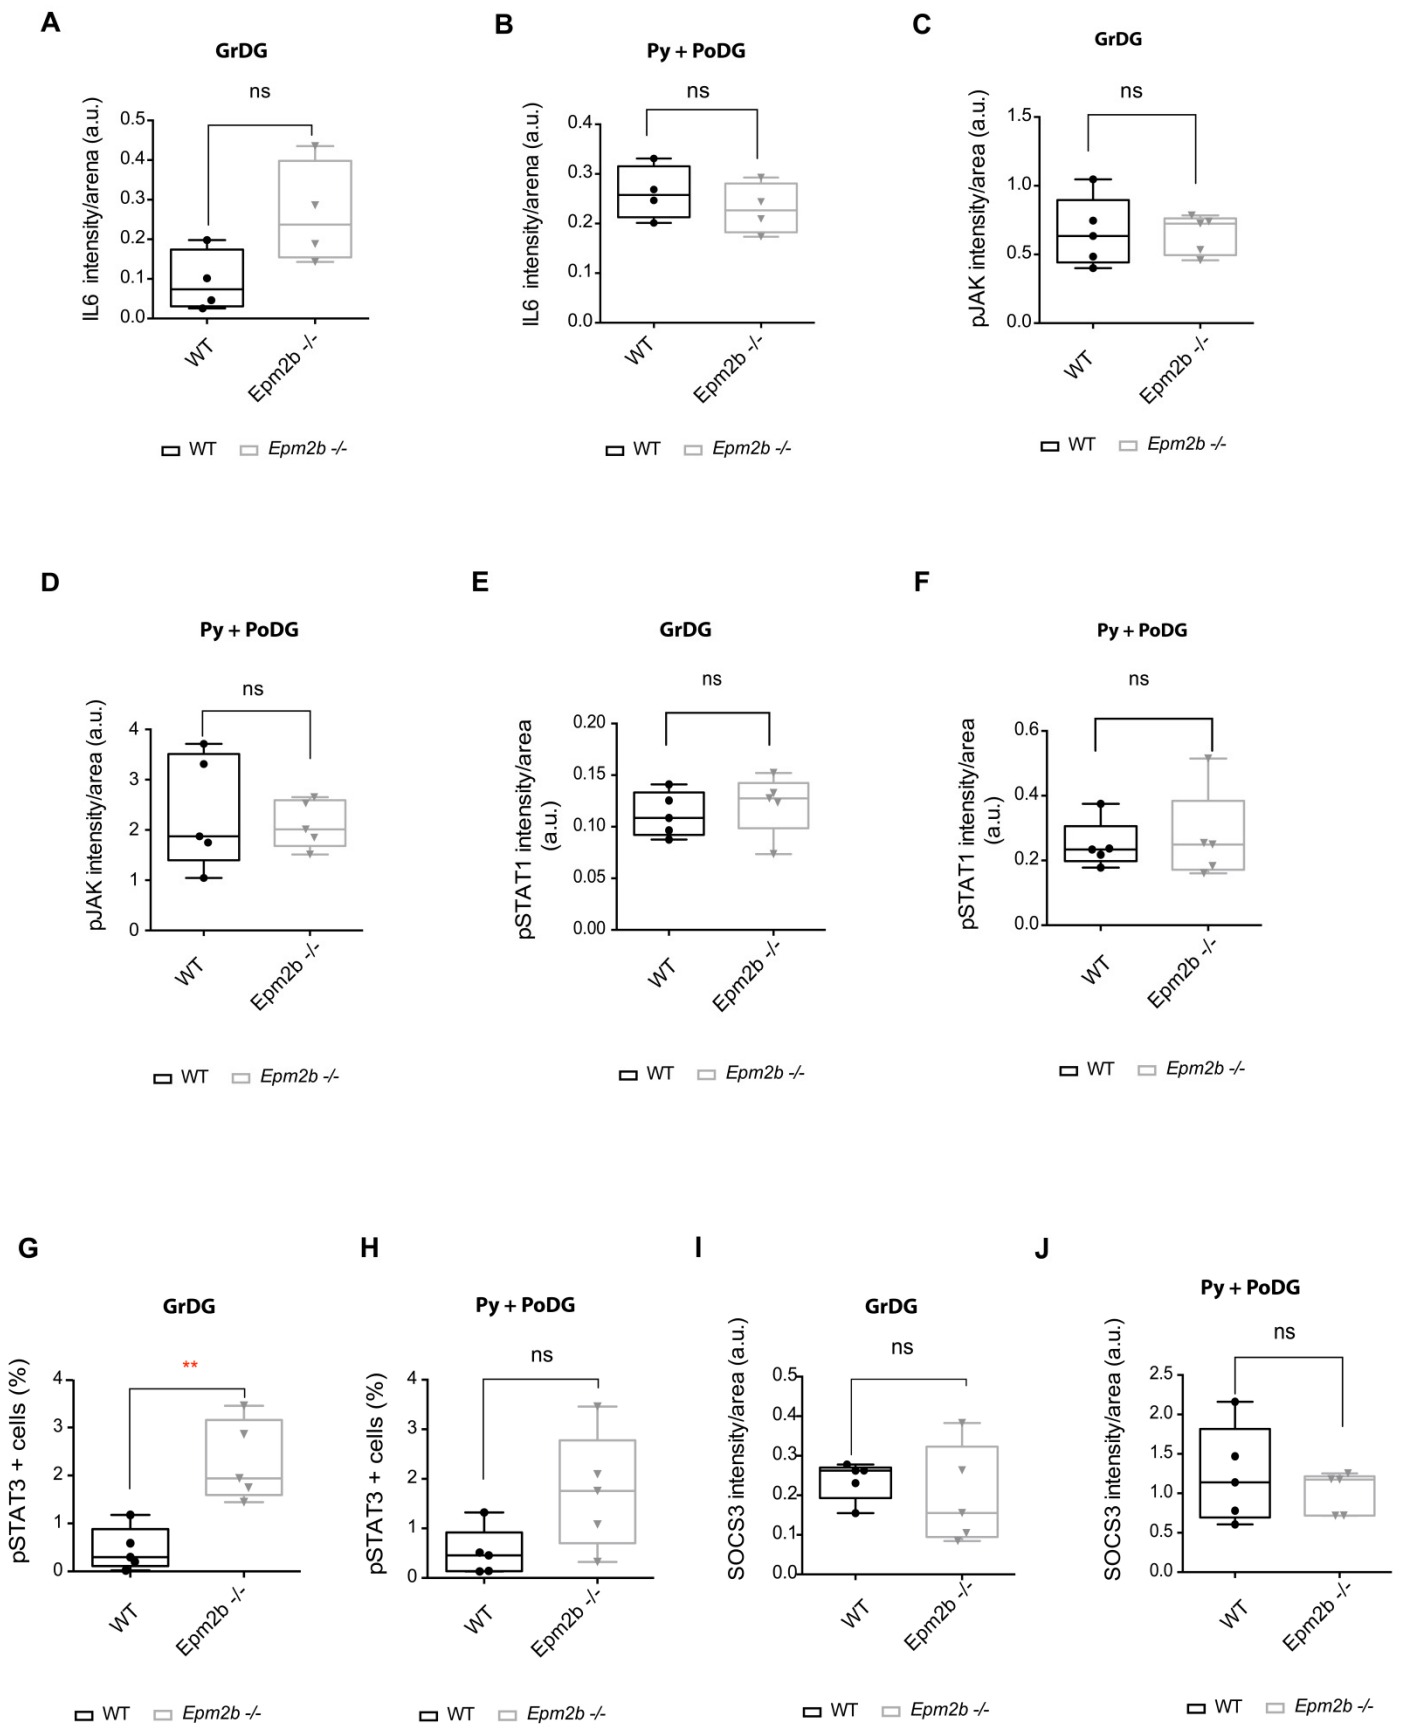 A
GrDG
ns
IL6 intensity/arena (a.u.)
0.5
0.4
0.3
0.2
0.1
0.0
WT
Epm2b -/-
WT Epm2b -/-
B
Py + PoDG
ns
IL6 intensity/arena (a.u.)
0.4
0.3
0.2
0.1
0.0
WT
Epm2b -/-
WT Epm2b -/-
C
GrDG
ns
pJAK intensity/area (a.u.)
1.5
1.0
0.5
0.0
WT
Epm2b -/-
WT Epm2b -/-
D
Py + PoDG
ns
pJAK intensity/area (a.u.)
4
3
2
1
0
WT
Epm2b -/-
WT Epm2b -/-
E
GrDG
ns
pSTAT1 intensity/area
(a.u.)
0.20
0.15
0.10
0.05
0.00
WT
Epm2b -/-
WT Epm2b -/-
F
Py + PoDG
ns
pSTAT1 intensity/area
(a.u.)
0.6
0.4
0.2
0.0
WT
Epm2b -/-
WT Epm2b -/-
G
GrDG
**
pSTAT3 + cells (%)
4
3
2
1
0
WT
Epm2b -/-
WT Epm2b -/-
H
Py + PoDG
ns
pSTAT3 + cells (%)
4
3
2
1
0
WT
Epm2b -/-
WT Epm2b -/-
I
GrDG
ns
SOCS3 intensity/area (a.u.)
0.5
0.4
0.3
0.2
0.1
0.0
WT
Epm2b -/-
WT Epm2b -/-
J
Py + PoDG
ns
SOCS3 intensity/area (a.u.)
2.5
2.0
1.5
1.0
0.5
0.0
WT
Epm2b -/-
WT Epm2b -/-